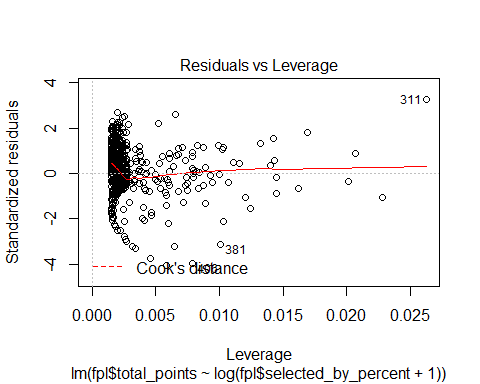 Residuals vs Leverage
Standardized residuals
4
2
0
-2
-4
311
381
Cook's distance
0.000 0.005 0.010 0.015 0.020 0.025
Leverage
lm(fpl$total_points ~ log(fpl$selected_by_percent + 1))